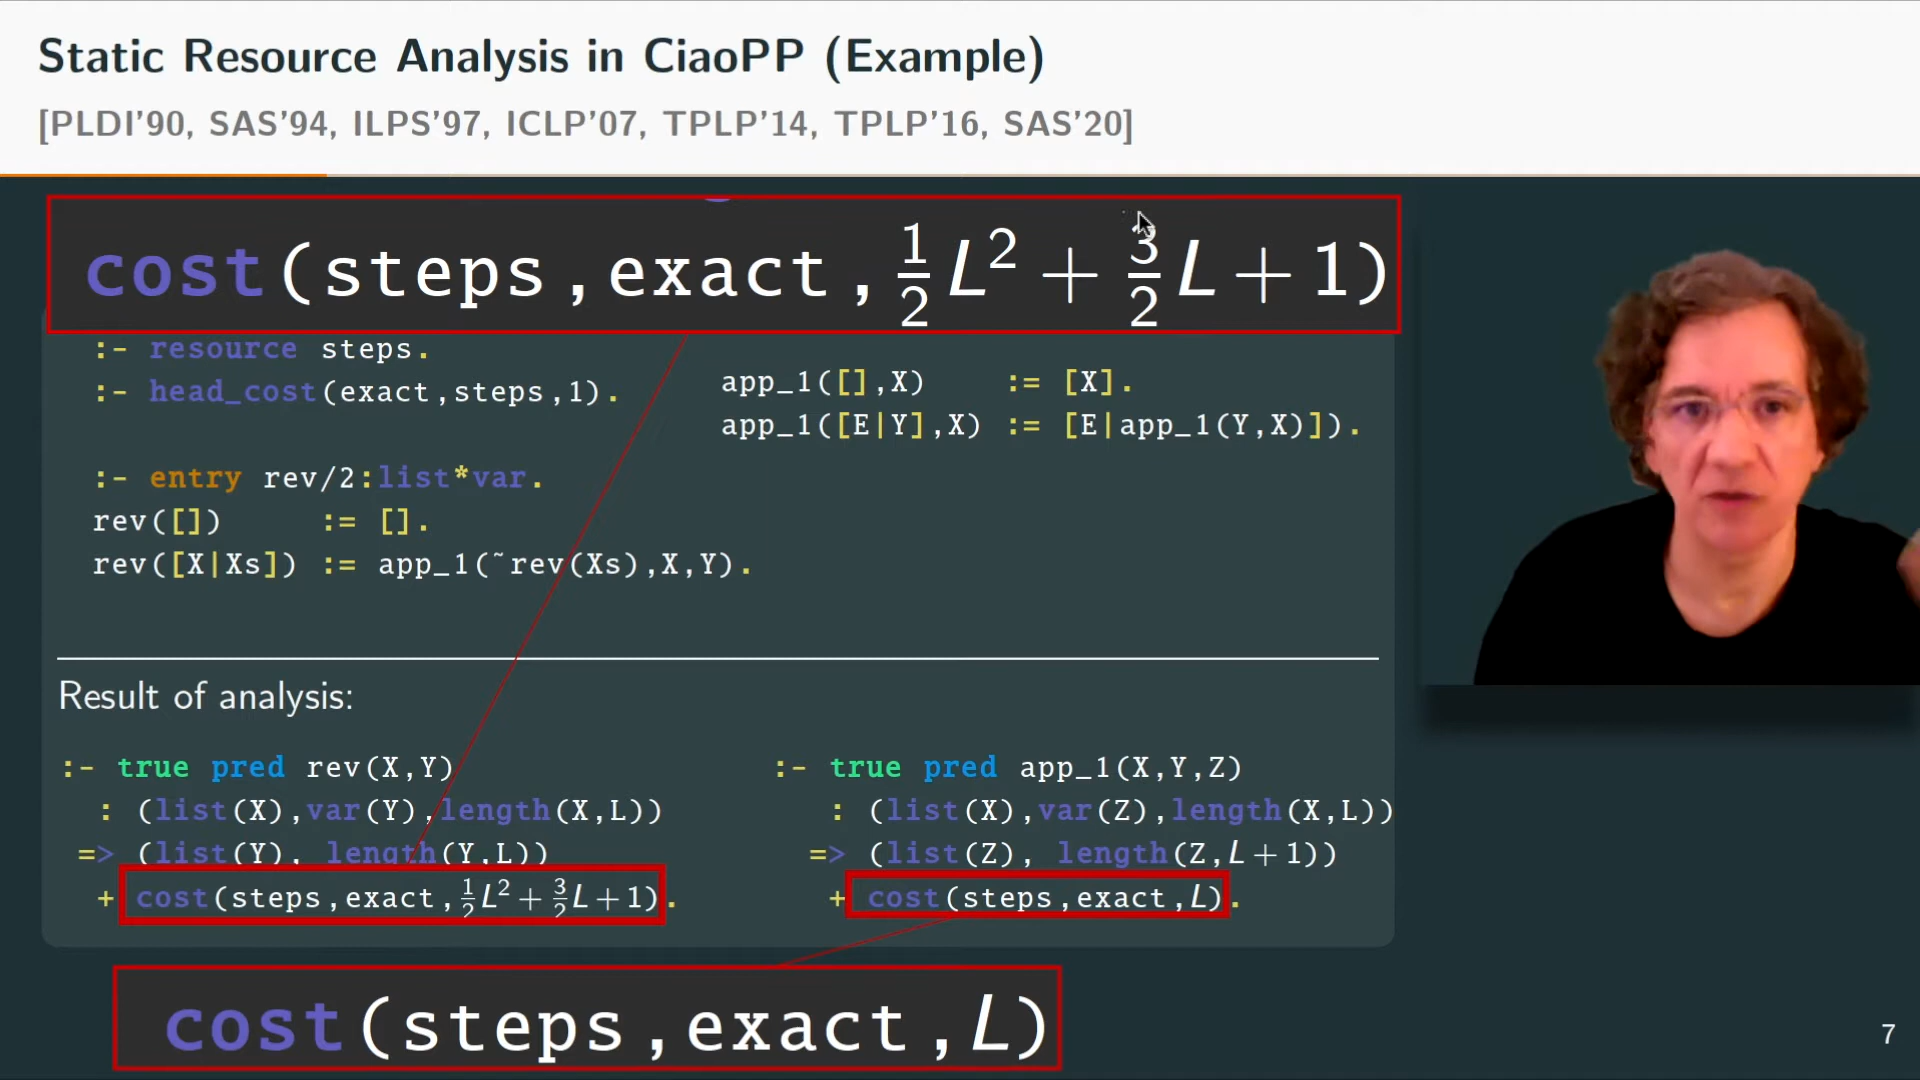 Static Resource Analysis in CiaoPP (Example)
[PLDI'90, SAS'94, ILPS'97, ICLP'07, TPLP'14, TPLP'16, SAS'20]
cost(steps,exact,½L² + 3/2 L + 1)
:- resource steps.
:- head_cost(exact,steps,1).
:- entry rev/2:list*var.
rev([]) := [].
rev([X|Xs]) := app_1(~rev(Xs),X,Y).
app_1([],X) := [X].
app_1([E|Y],X) := [E|app_1(Y,X)]).
Result of analysis:
:- true pred rev(X,Y)
: (list(X),var(Y),length(X,L))
=> (list(Y), length(Y,L))
+ cost(steps,exact,½L² + 3/2 L + 1).
:- true pred app_1(X,Y,Z)
: (list(X),var(Z),length(X,L))
=> (list(Z), length(Z,L + 1))
+ cost(steps,exact,L).
cost(steps,exact,L)
7